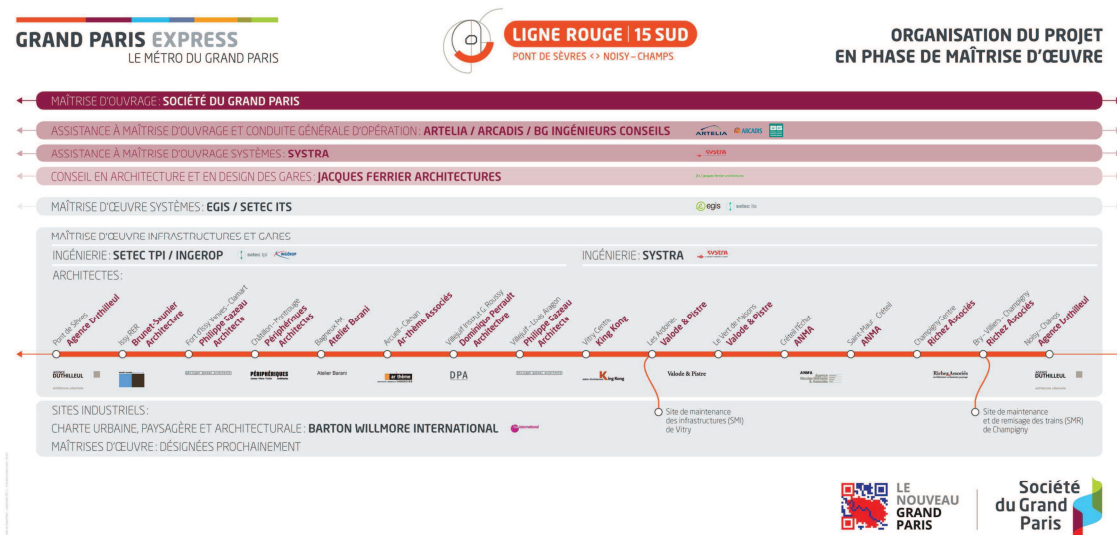 GRAND PARIS EXPRESS
LE MÉTRO DU GRAND PARIS
LIGNE ROUGE | 15 SUD
PONT DE SÈVRES <> NOISY – CHAMPS
ORGANISATION DU PROJET
EN PHASE DE MAÎTRISE D'ŒUVRE
MAÎTRISE D'OUVRAGE : SOCIÉTÉ DU GRAND PARIS
ASSISTANCE À MAÎTRISE D'OUVRAGE ET CONDUITE GÉNÉRALE D'OPÉRATION : ARTELIA / ARCADIS / BG INGÉNIEURS CONSEILS
ARTELIA ARCADIS BG
ASSISTANCE À MAÎTRISE D'OUVRAGE SYSTÈMES : SYSTRA
SYSTRA
CONSEIL EN ARCHITECTURE ET EN DESIGN DES GARES : JACQUES FERRIER ARCHITECTURES
MAÎTRISE D'ŒUVRE SYSTÈMES : EGIS / SETEC ITS
egis setec its
MAÎTRISE D'ŒUVRE INFRASTRUCTURES ET GARES
INGÉNIERIE : SETEC TPI / INGEROP
setec tpi INGEROP
INGÉNIERIE : SYSTRA
SYSTRA
ARCHITECTES :
Pont de Sèvres
Agence Duthilleul
Issy RER
Brunet-Saunier
Architecture
Fort d'Issy – Vanves – Clamart
Philippe Gazeau
Architecte
Châtillon – Montrouge
Périphériques
Architectes
Bagneux
Atelier Barani
Arcueil – Cachan
Ar-thème Associés
Villejuif Institut G. Roussy
Dominique Perrault
Architecture
Villejuif – Louis Aragon
Philippe Gazeau
Architecte
Vitry Centre
King Kong
Les Ardoines
Valode & Pistre
Le Vert de Maisons
Valode & Pistre
Créteil l'Échat
ANMA
Saint-Maur – Créteil
ANMA
Champigny Centre
Richez Associés
Bry – Villiers – Champigny
Richez Associés
Noisy – Champs
Agence Duthilleul
DUTHILLEUL
PÉRIPHÉRIQUES
Atelier Barani
ar thème
DPA
King Kong
Valode & Pistre
ANMA
Richez_Associés
DUTHILLEUL
SITES INDUSTRIELS :
CHARTE URBAINE, PAYSAGÈRE ET ARCHITECTURALE : BARTON WILLMORE INTERNATIONAL
international
MAÎTRISES D'ŒUVRE : DÉSIGNÉES PROCHAINEMENT
Site de maintenance
des infrastructures (SMI)
de Vitry
Site de maintenance
et de remisage des trains (SMR)
de Champigny
LE
NOUVEAU
GRAND
PARIS
Société
du Grand
Paris